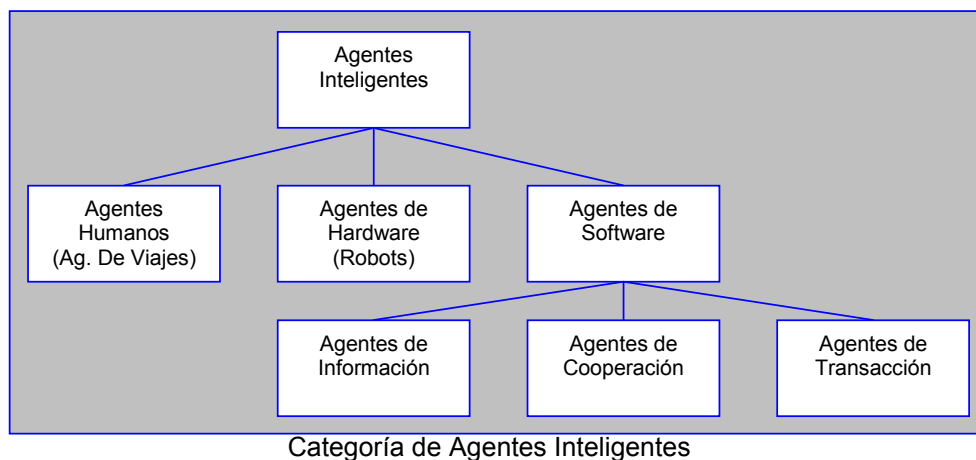 Agentes
Inteligentes
Agentes
Humanos
(Ag. De Viajes)
Agentes de
Hardware
(Robots)
Agentes de
Software
Agentes de
Información
Agentes de
Cooperación
Agentes de
Transacción
Categoría de Agentes Inteligentes